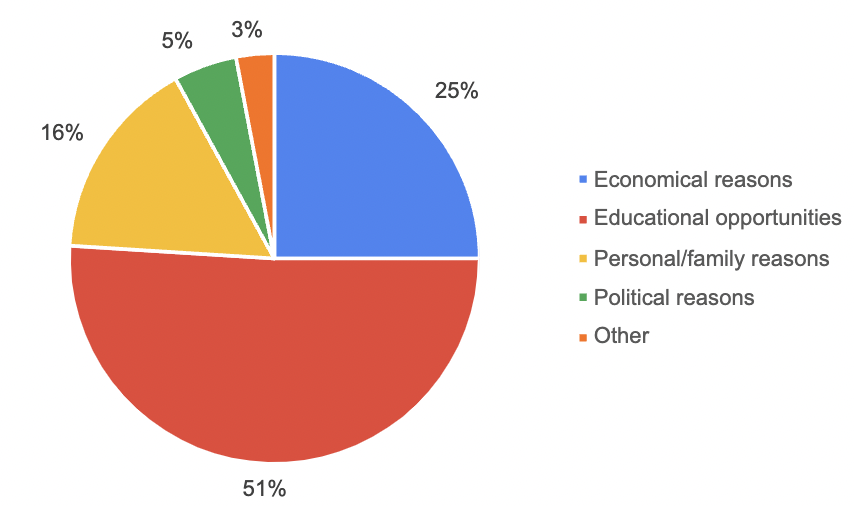 3%
5%
25%
16%
Economical reasons
Educational opportunities
Personal/family reasons
Political reasons
Other
51%